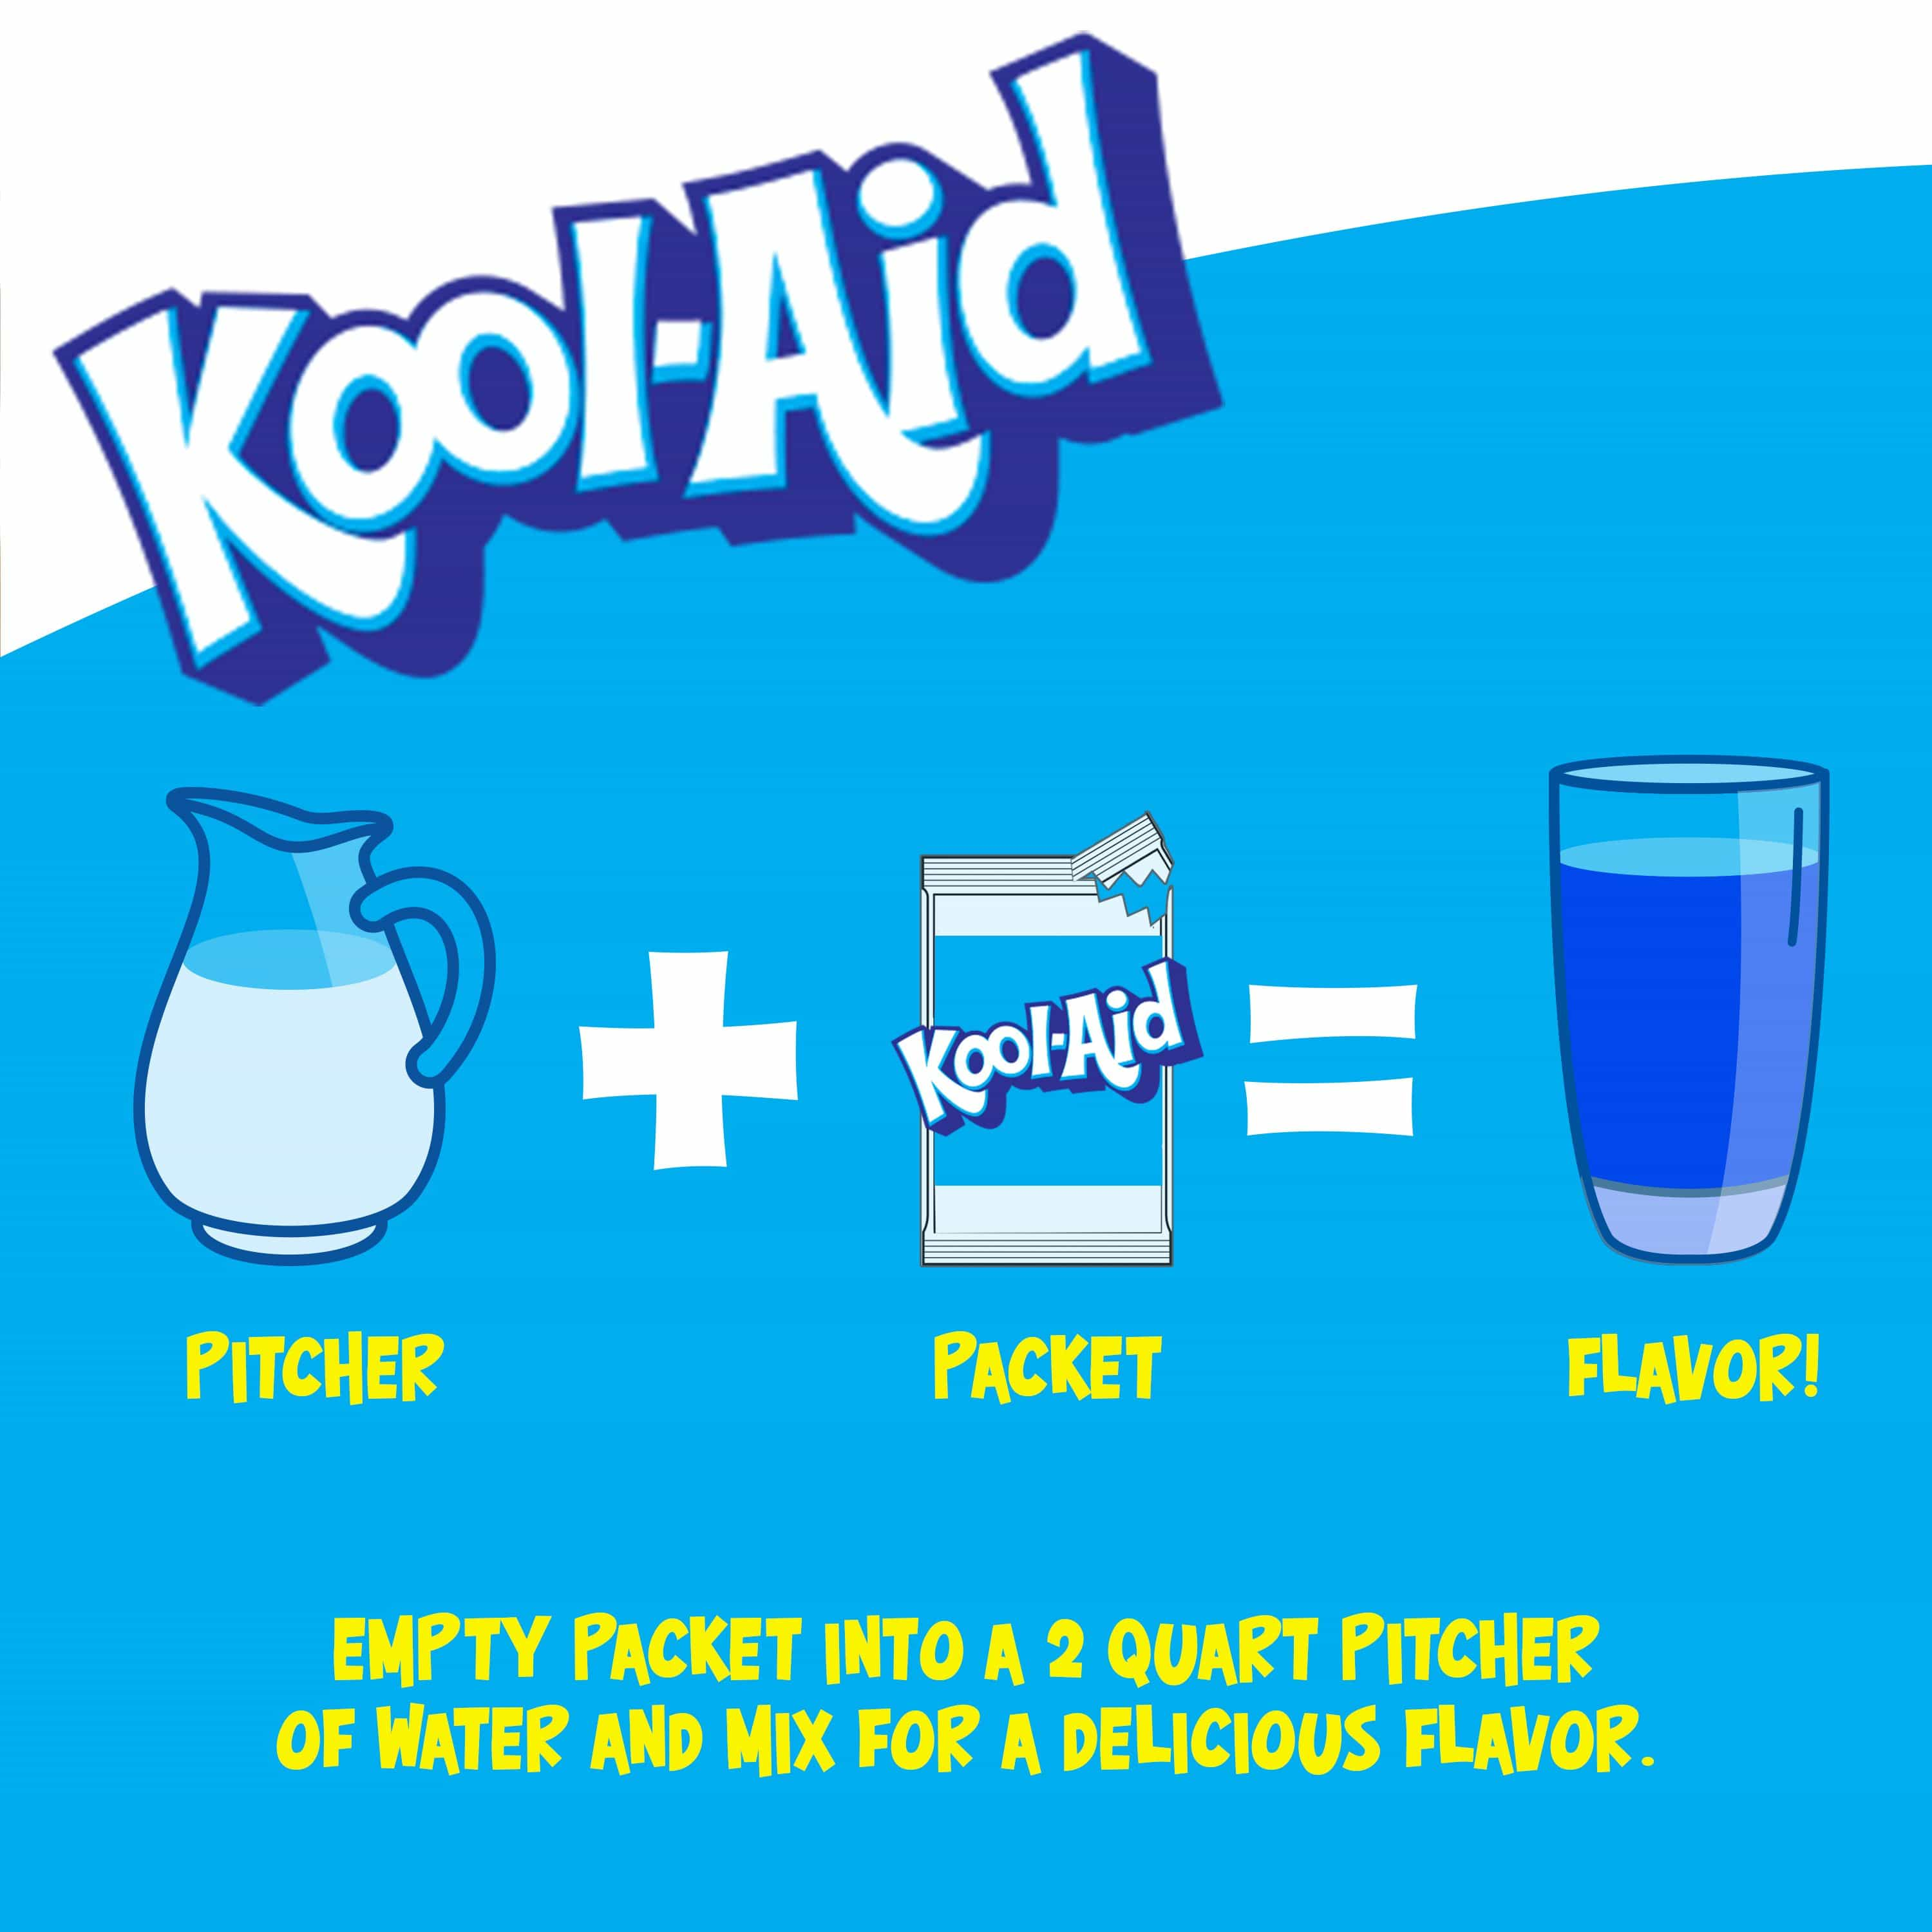 Kool-Aid
Kool-Aid
PITCHER
PACKET
FLAVOR!
EMPTY PACKET INTO A 2 QUART PITCHER
OF WATER AND MIX FOR A DELICIOUS FLAVOR.